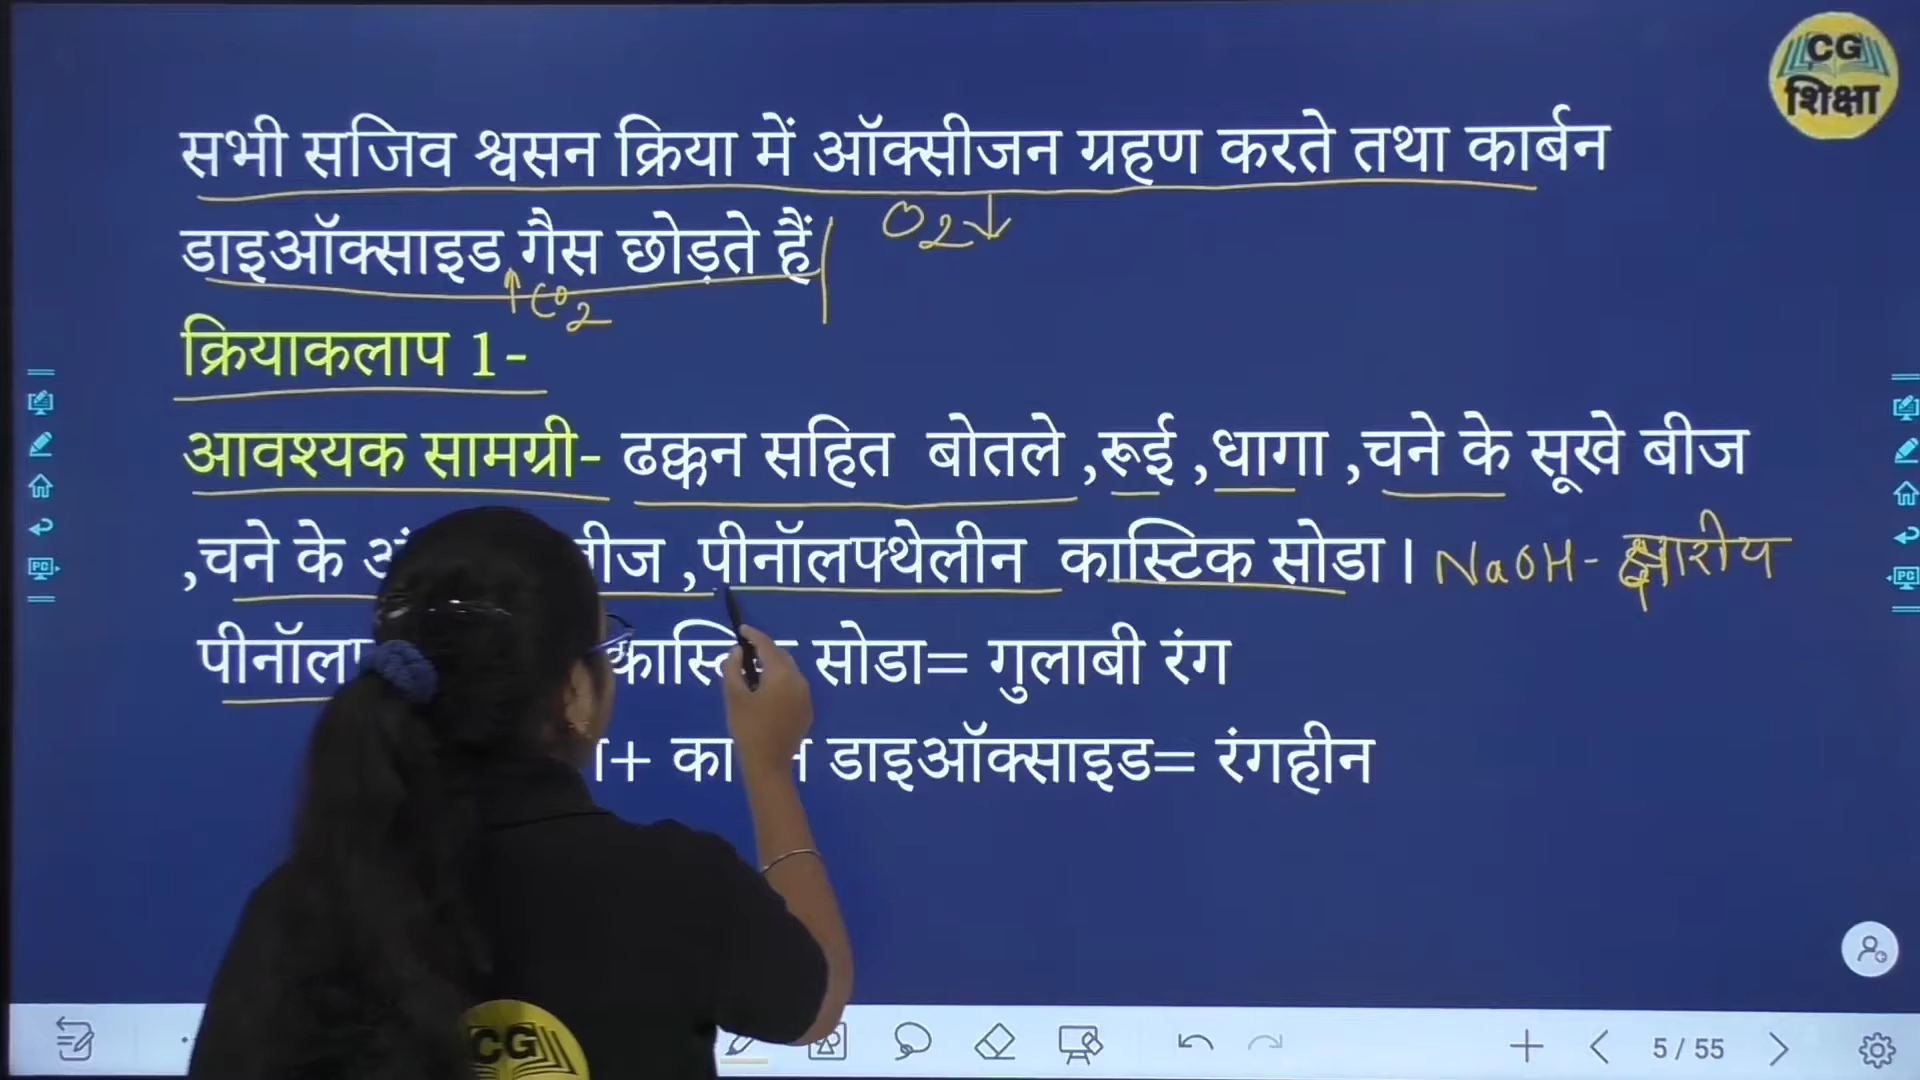 CG
शिक्षा
सभी सजिव श्वसन क्रिया में ऑक्सीजन ग्रहण करते तथा कार्बन
O2↓
डाइऑक्साइड गैस छोड़ते हैं
↑CO2
क्रियाकलाप 1-
आवश्यक सामग्री- ढक्कन सहित बोतले ,रूई ,धागा ,चने के सूखे बीज
,चने के बीज ,पीनॉलफ्थेलीन कास्टिक सोडा। NaOH- क्षारीय
सोडा= गुलाबी रंग
+ डाइऑक्साइड= रंगहीन
5 / 55
CG